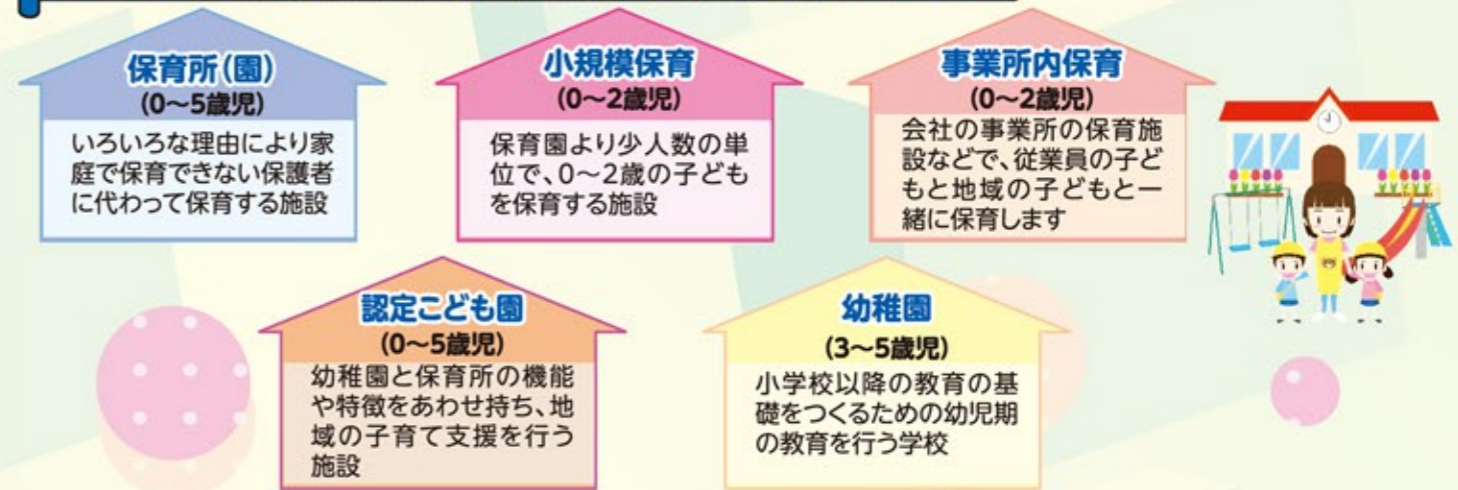 保育所(園)
(0〜5歳児)
いろいろな理由により家
庭で保育できない保護者
に代わって保育する施設
小規模保育
(0〜2歳児)
保育園より少人数の単
位で、0〜2歳の子ども
を保育する施設
事業所内保育
(0〜2歳児)
会社の事業所の保育施
設などで、従業員の子ど
もと地域の子どもと一
緒に保育します
認定こども園
(0〜5歳児)
幼稚園と保育所の機能
や特徴をあわせ持ち、地
域の子育て支援を行う
施設
幼稚園
(3〜5歳児)
小学校以降の教育の基
礎をつくるための幼児期
の教育を行う学校